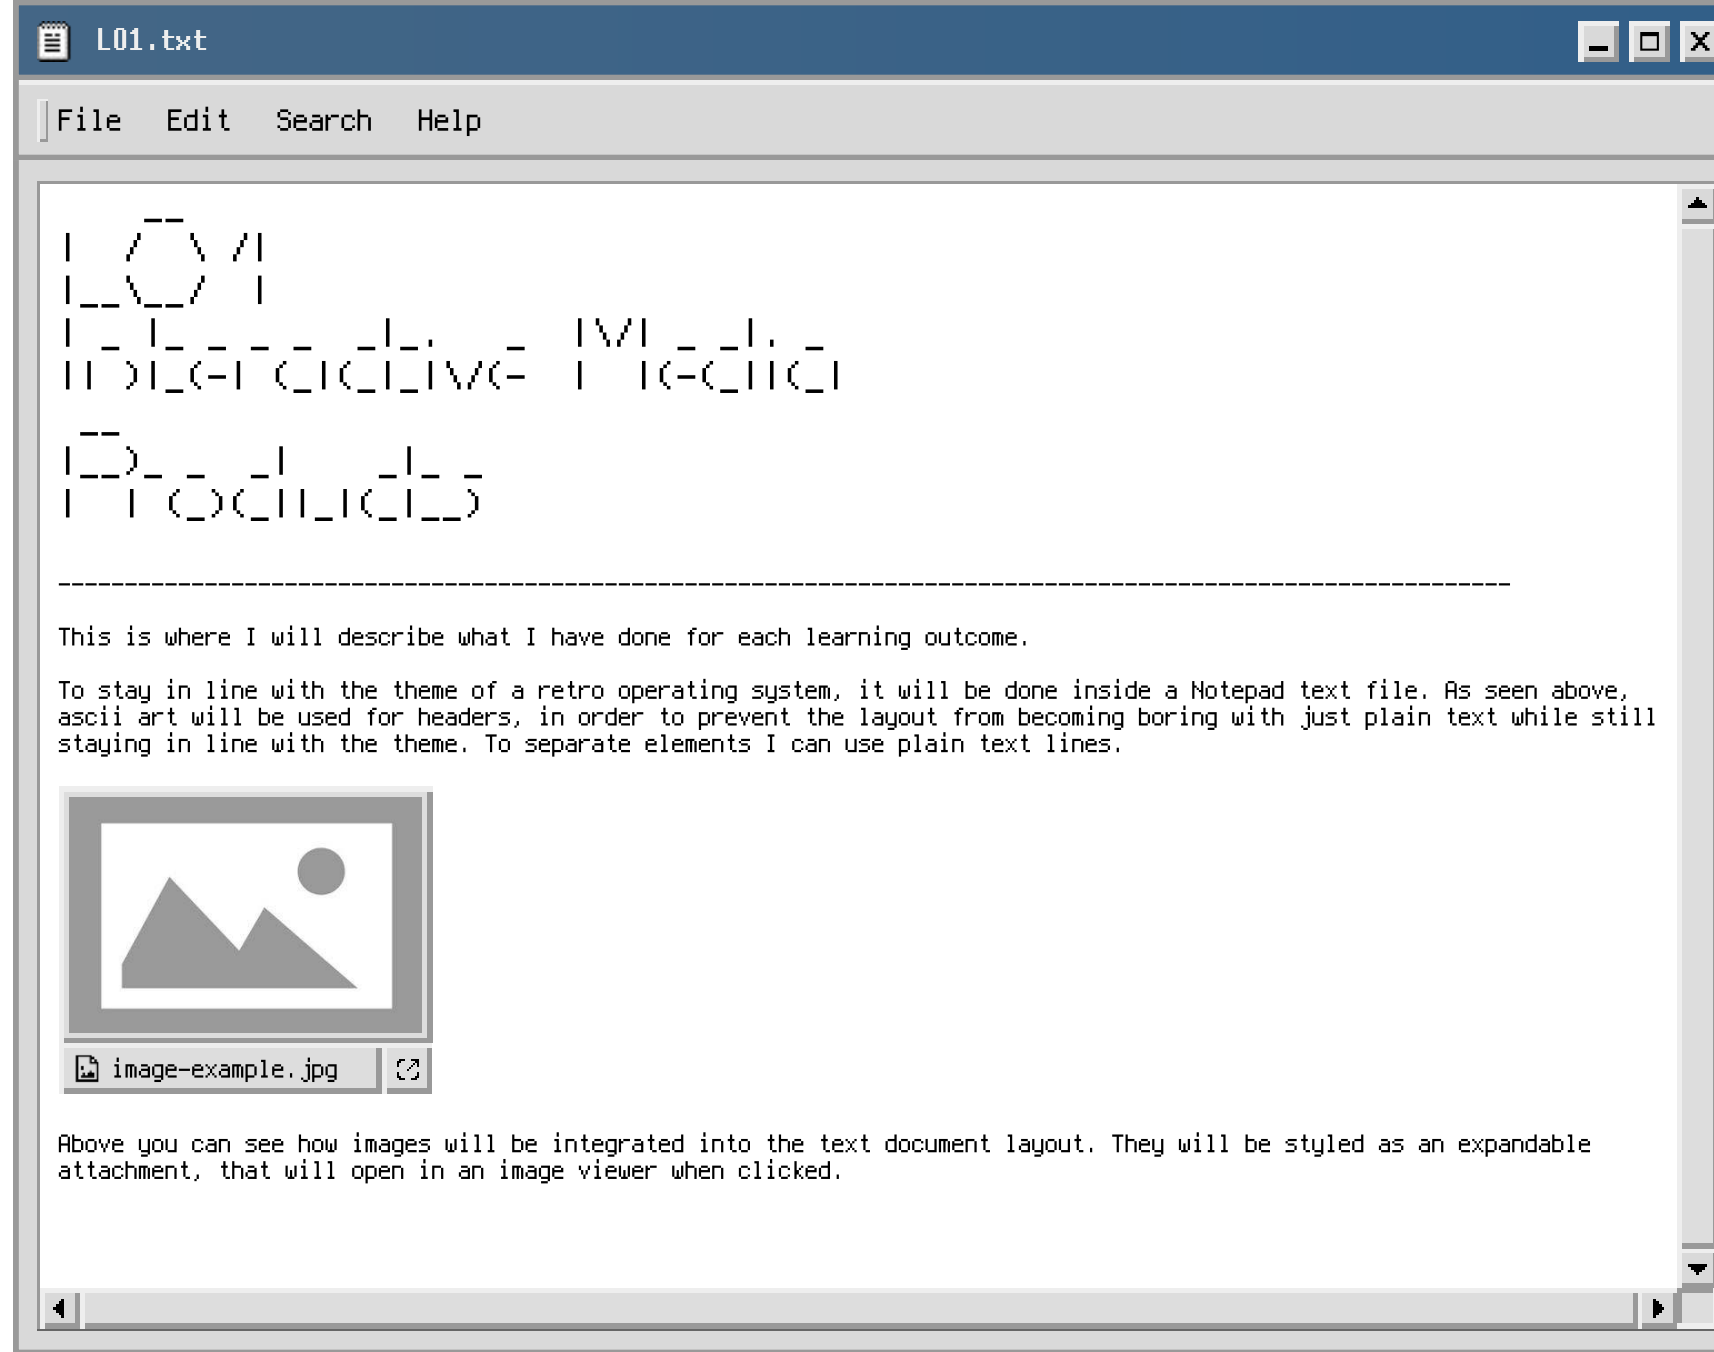 L01.txt
File Edit Search Help
LO1
Interactive Media
Products
This is where I will describe what I have done for each learning outcome.
To stay in line with the theme of a retro operating system, it will be done inside a Notepad text file. As seen above,
ascii art will be used for headers, in order to prevent the layout from becoming boring with just plain text while still
staying in line with the theme. To separate elements I can use plain text lines.
image-example.jpg
Above you can see how images will be integrated into the text document layout. They will be styled as an expandable
attachment, that will open in an image viewer when clicked.